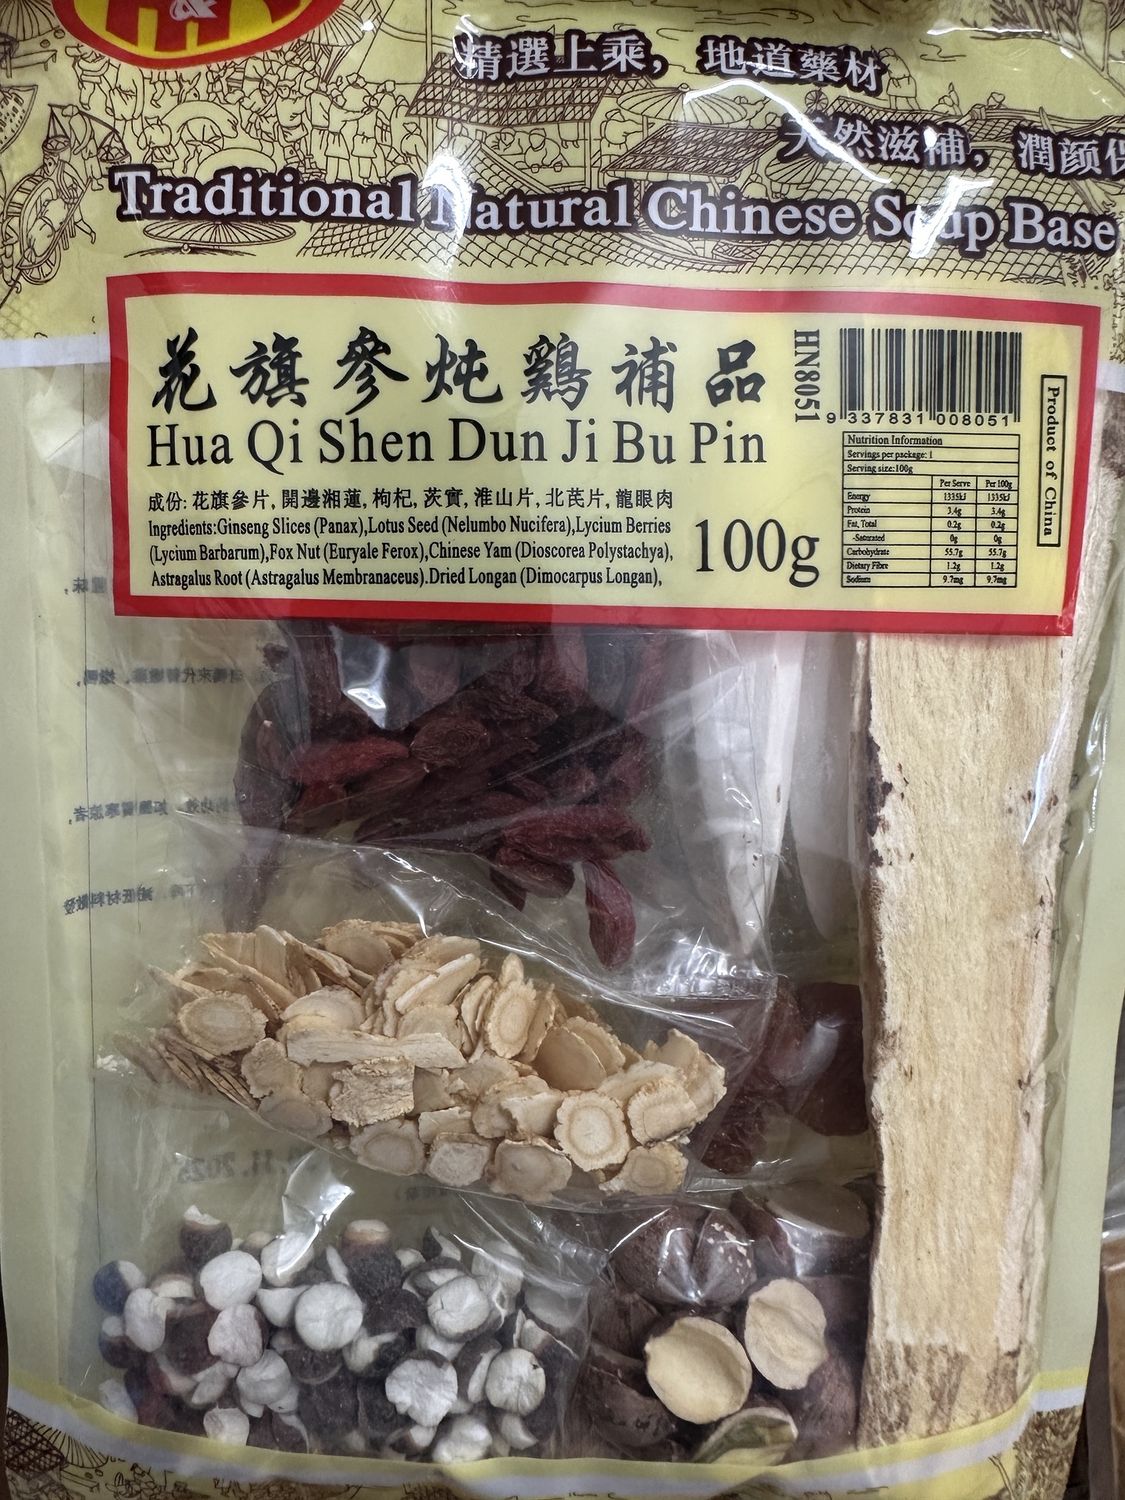 &
精選上乘，地道藥材
天然滋補，潤颜
Traditional Natural Chinese Soup Base
花旗參炖鷄補品
Hua Qi Shen Dun Ji Bu Pin
成份: 花旗參片, 開邊湘蓮, 枸杞, 茨實, 淮山片, 北芪片, 龍眼肉
Ingredients:Ginseng Slices (Panax),Lotus Seed (Nelumbo Nucifera),Lycium Berries
(Lycium Barbarum),Fox Nut (Euryale Ferox),Chinese Yam (Dioscorea Polystachya),
Astragalus Root (Astragalus Membranaceus).Dried Longan (Dimocarpus Longan),
100g
HN8051
9 337831 008051
Nutrition Information
Servings per package: 1
Serving size:100g
Per Serve Per 100g
Energy 1335kJ 1335kJ
Protein 3.4g 3.4g
Fat, Total 0.2g 0.2g
-Saturated 0g 0g
Carbohydrate 55.7g 55.7g
Dietary Fibre 1.2g 1.2g
Sodium 9.7mg 9.7mg
Product of China